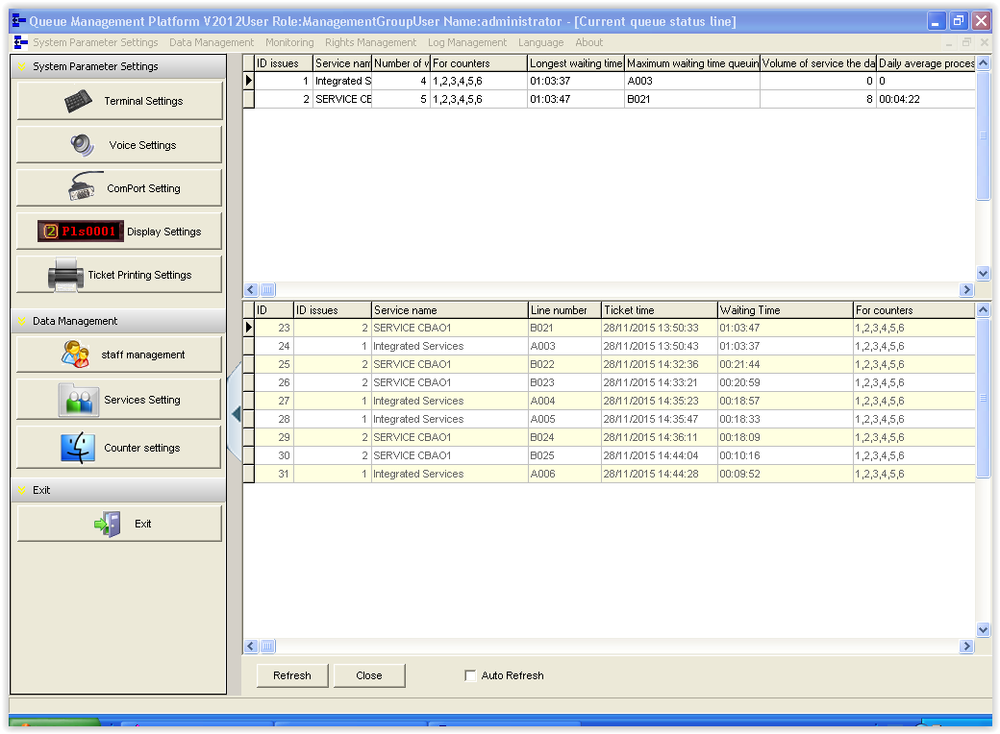 Queue Management Platform V2012User Role:ManagementGroupUser Name:administrator - [Current queue status line]
System Parameter Settings Data Management Monitoring Rights Management Log Management Language About
System Parameter Settings
Terminal Settings
Voice Settings
ComPort Setting
2 Pls0001 Display Settings
Ticket Printing Settings
Data Management
staff management
Services Setting
Counter settings
Exit
Exit
ID issues Service nam Number of w For counters Longest waiting time Maximum waiting time queuin Volume of service the da Daily average proces
1 Integrated S 4 1,2,3,4,5,6 01:03:37 A003 0 0
2 SERVICE CE 5 1,2,3,4,5,6 01:03:47 B021 8 00:04:22
ID ID issues Service name Line number Ticket time Waiting Time For counters
23 2 SERVICE CBAO1 B021 28/11/2015 13:50:33 01:03:47 1,2,3,4,5,6
24 1 Integrated Services A003 28/11/2015 13:50:43 01:03:37 1,2,3,4,5,6
25 2 SERVICE CBAO1 B022 28/11/2015 14:32:36 00:21:44 1,2,3,4,5,6
26 2 SERVICE CBAO1 B023 28/11/2015 14:33:21 00:20:59 1,2,3,4,5,6
27 1 Integrated Services A004 28/11/2015 14:35:23 00:18:57 1,2,3,4,5,6
28 1 Integrated Services A005 28/11/2015 14:35:47 00:18:33 1,2,3,4,5,6
29 2 SERVICE CBAO1 B024 28/11/2015 14:36:11 00:18:09 1,2,3,4,5,6
30 2 SERVICE CBAO1 B025 28/11/2015 14:44:04 00:10:16 1,2,3,4,5,6
31 1 Integrated Services A006 28/11/2015 14:44:28 00:09:52 1,2,3,4,5,6
Refresh Close Auto Refresh